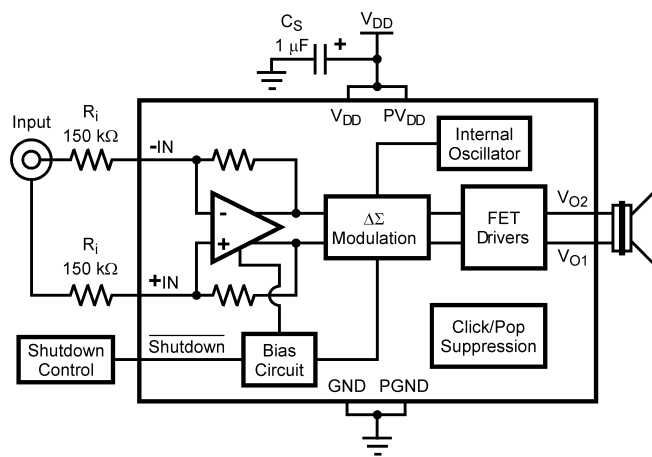 C_S
1 µF
+
V_DD
V_DD
PV_DD
Input
R_i
150 kΩ
-IN
Internal
Oscillator
-
+
ΔΣ
Modulation
FET
Drivers
V_O2
V_O1
R_i
150 kΩ
+IN
Click/Pop
Suppression
Shutdown
Control
Shutdown
Bias
Circuit
GND
PGND